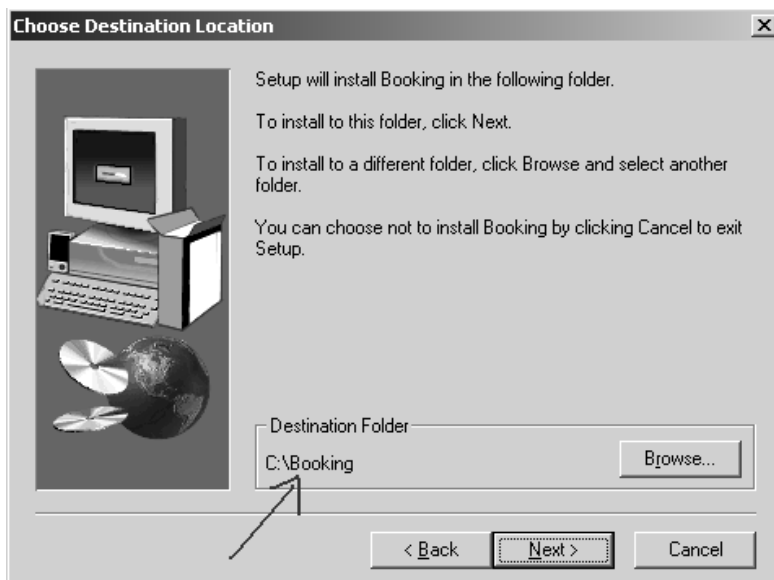 Choose Destination Location
Setup will install Booking in the following folder.
To install to this folder, click Next.
To install to a different folder, click Browse and select another
folder.
You can choose not to install Booking by clicking Cancel to exit
Setup.
Destination Folder
C:\Booking
Browse...
< Back
Next >
Cancel